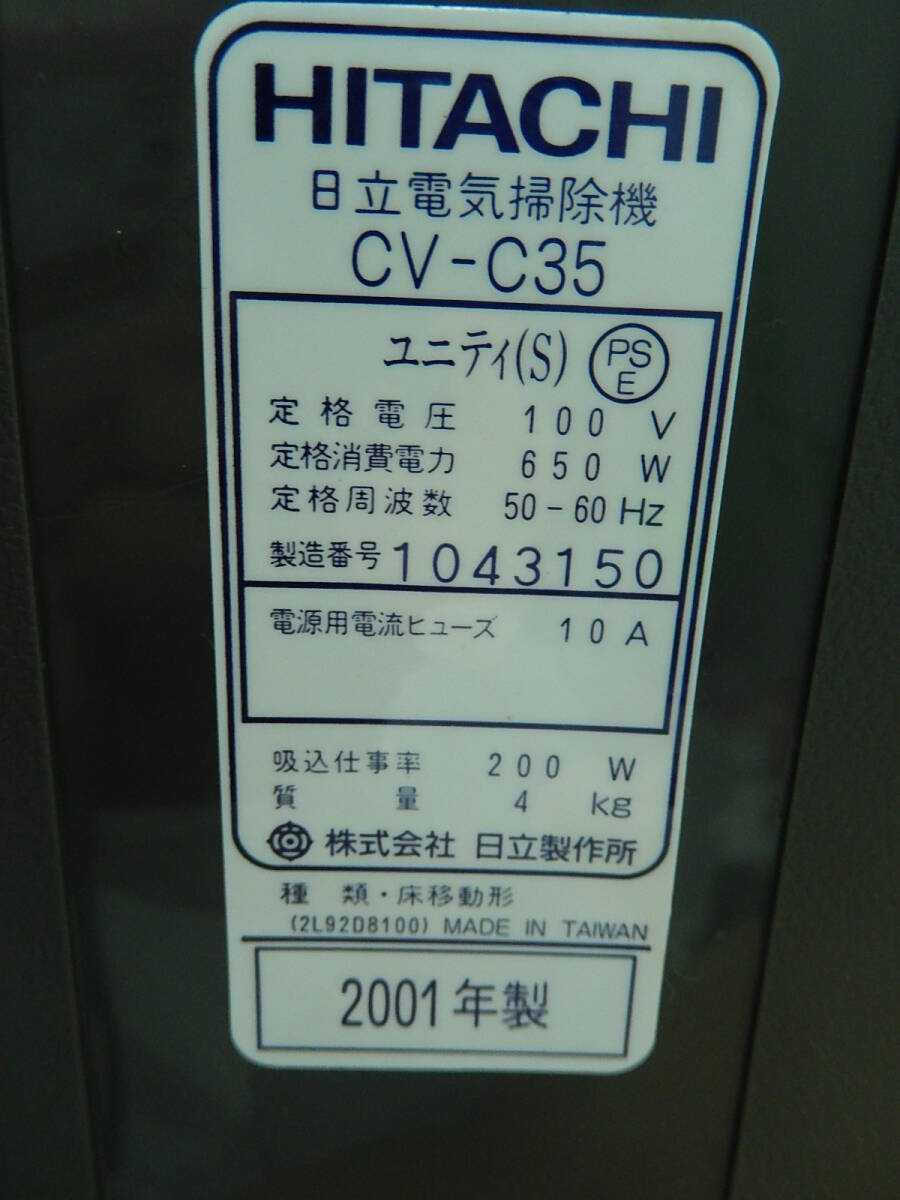 HITACHI
日立電気掃除機
CV-C35
ユニティ(S) PSE
定格電圧 100 V
定格消費電力 650 W
定格周波数 50-60 Hz
製造番号 1043150
電源用電流ヒューズ 10 A
吸込仕事率 200 W
質量 4 kg
株式会社 日立製作所
種類・床移動形
(2L92D8100) MADE IN TAIWAN
2001年製